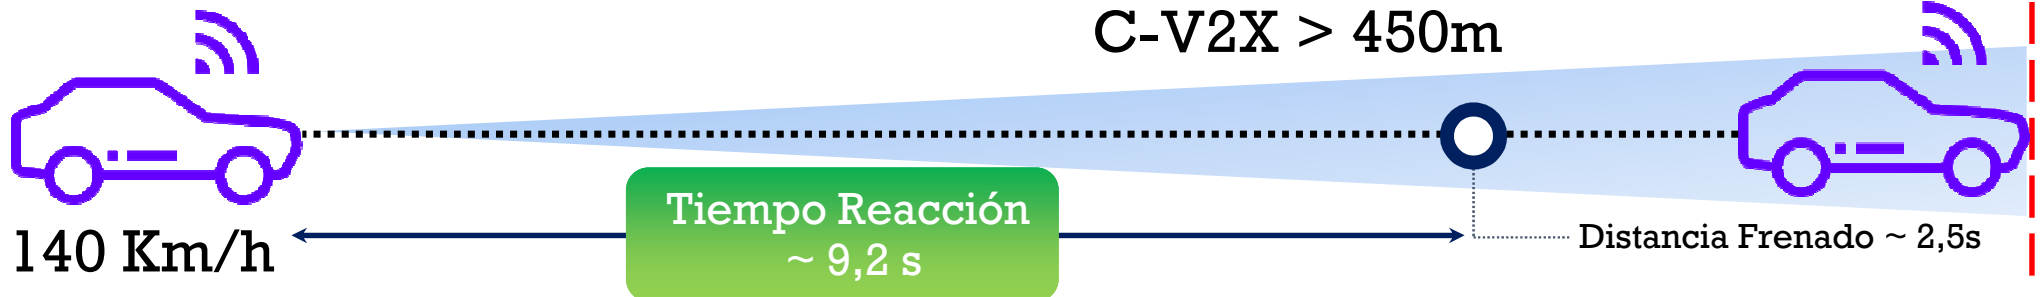 C-V2X > 450m
Tiempo Reacción
~ 9,2 s
140 Km/h
Distancia Frenado ~ 2,5s